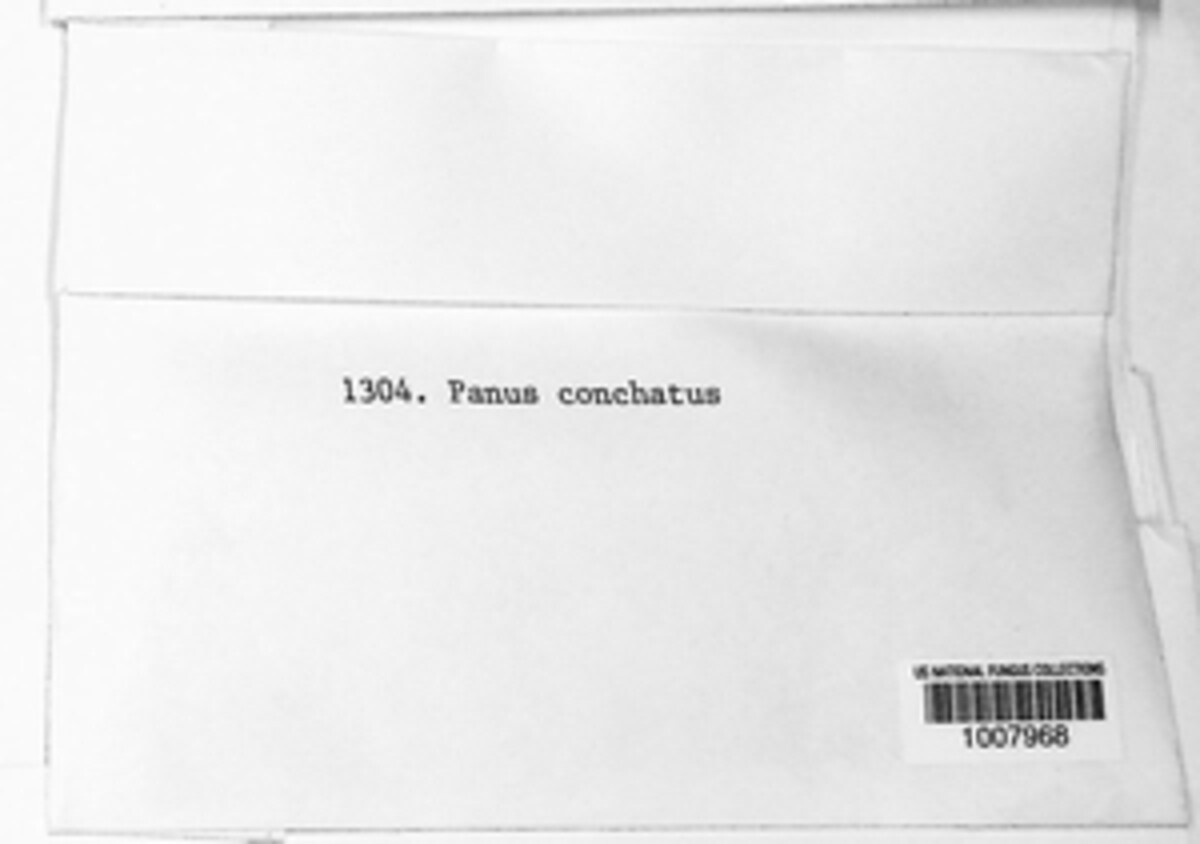 1304. Panus conchatus
US NATIONAL FUNGUS COLLECTIONS
1007968